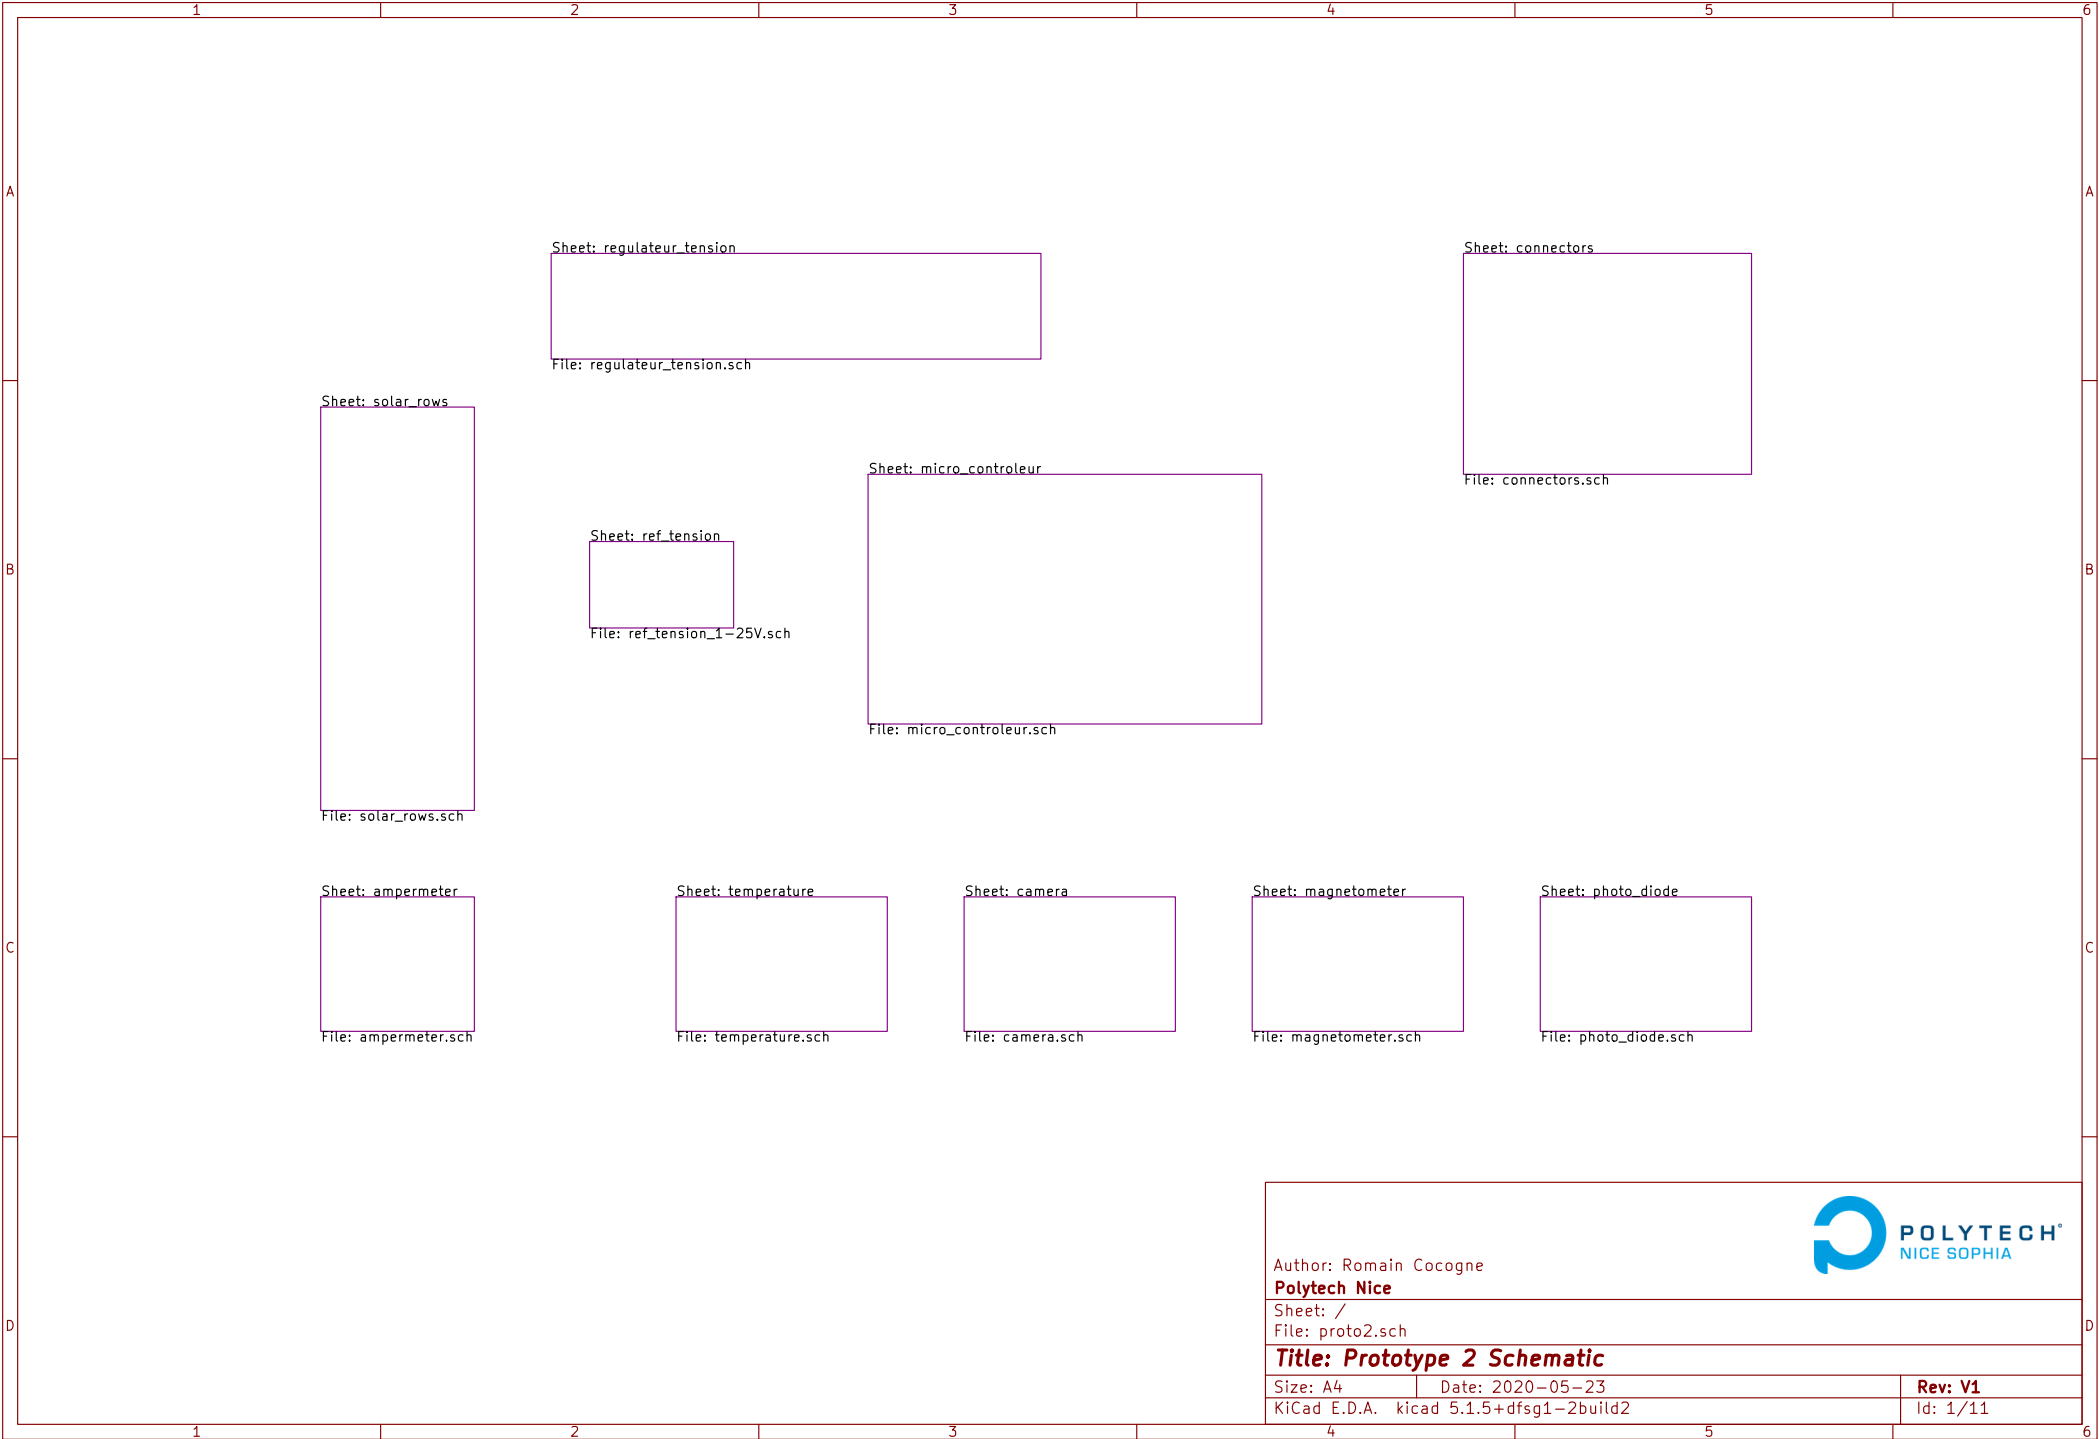 1 2 3 4 5 6
A A
Sheet: regulateur_tension
Sheet: connectors
File: regulateur_tension.sch
Sheet: solar_rows
Sheet: micro_controleur
File: connectors.sch
Sheet: ref_tension
B B
File: ref_tension_1-25V.sch
File: micro_controleur.sch
File: solar_rows.sch
Sheet: ampermeter
Sheet: temperature
Sheet: camera
Sheet: magnetometer
Sheet: photo_diode
C C
File: ampermeter.sch
File: temperature.sch
File: camera.sch
File: magnetometer.sch
File: photo_diode.sch
POLYTECH®
NICE SOPHIA
Author: Romain Cocogne
Polytech Nice
Sheet: /
File: proto2.sch
D D
Title: Prototype 2 Schematic
Size: A4 Date: 2020-05-23 Rev: V1
KiCad E.D.A. kicad 5.1.5+dfsg1-2build2 Id: 1/11
1 2 3 4 5 6